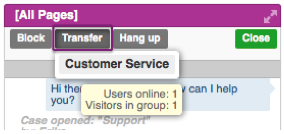 [All Pages]
Block Transfer Hang up Close
Customer Service
Hi the can I help
you?
Users online: 1
Visitors in group: 1
Case opened: "Support"